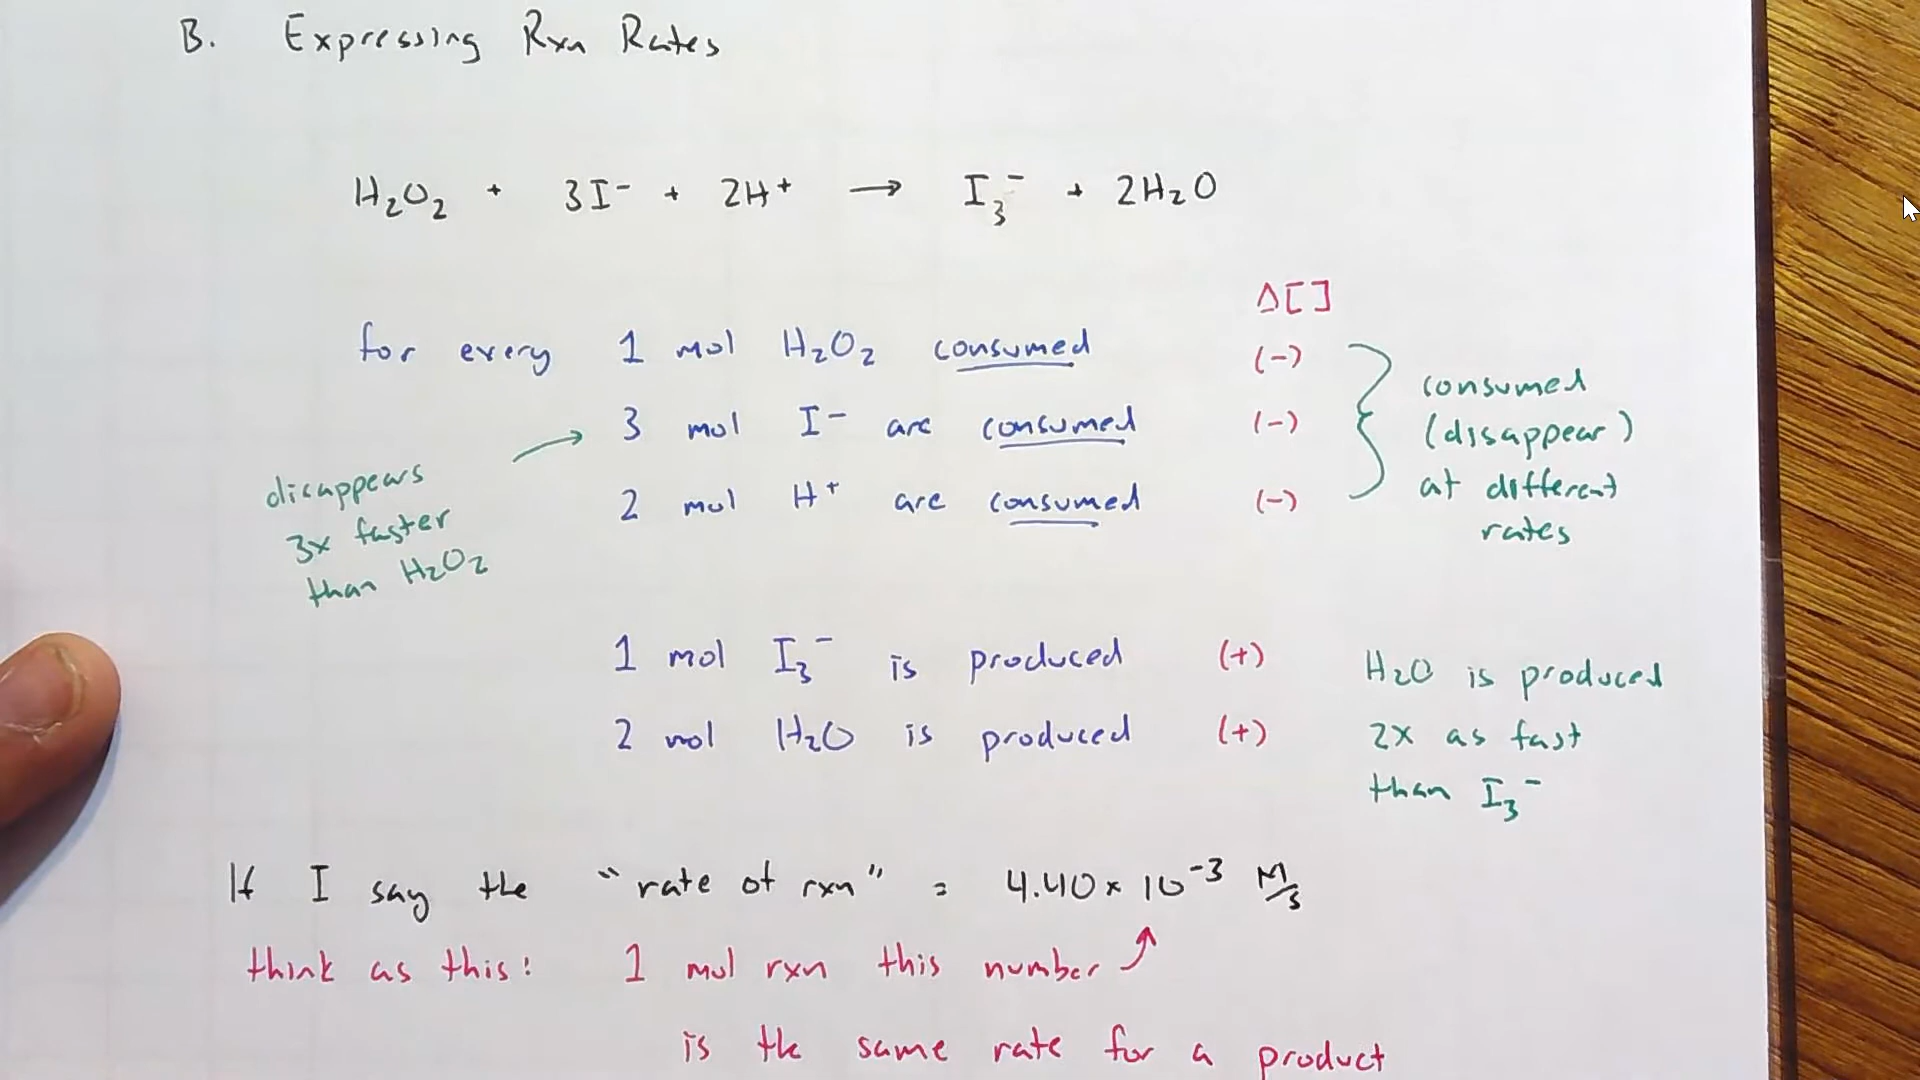 B. Expressing Rxn Rates
H₂O₂ + 3I⁻ + 2H⁺ → I₃⁻ + 2H₂O
Δ[]
for every 1 mol H₂O₂ consumed (-)
3 mol I⁻ are consumed (-)
2 mol H⁺ are consumed (-)
consumed
(disappear)
at different
rates
disappears
3x faster
than H₂O₂
1 mol I₃⁻ is produced (+)
2 mol H₂O is produced (+)
H₂O is produced
2x as fast
than I₃⁻
If I say the "rate of rxn" = 4.40 × 10⁻³ M/s
think as this: 1 mol rxn this number
is the same rate for a product